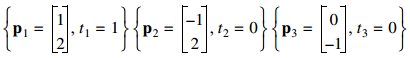 {p₁ = [1 2], t₁ = 1} {p₂ = [−1 2], t₂ = 0} {p₃ = [0 −1], t₃ = 0}